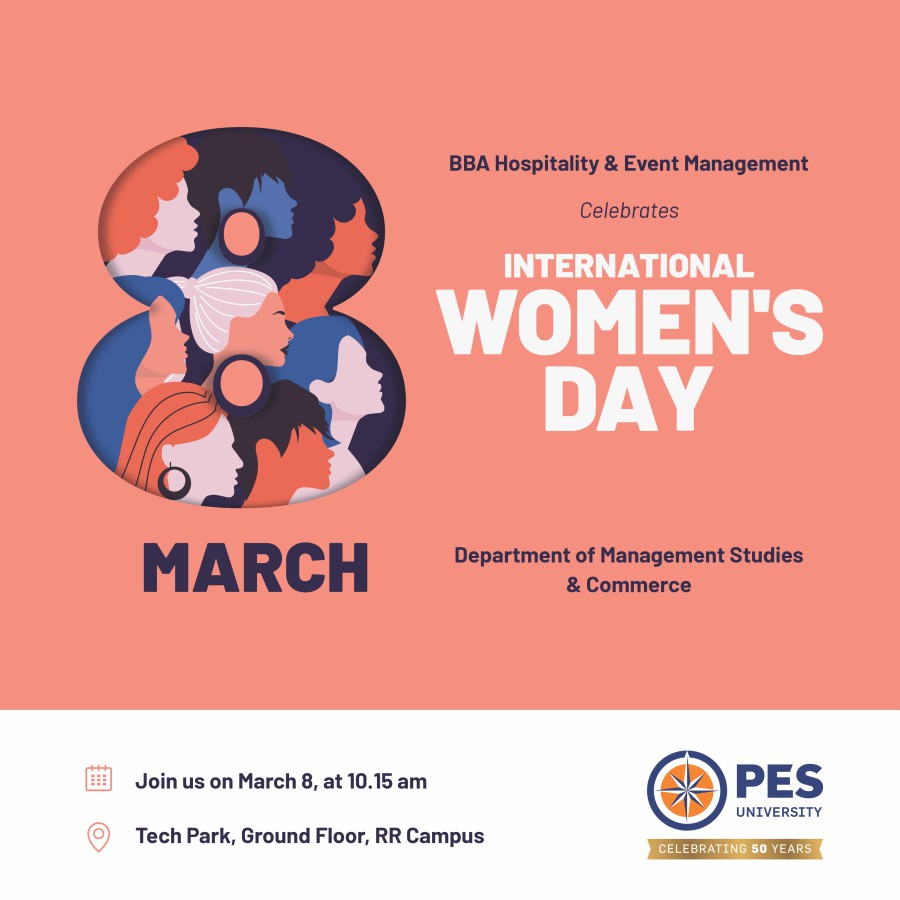 8
MARCH
BBA Hospitality & Event Management
Celebrates
INTERNATIONAL
WOMEN'S
DAY
Department of Management Studies
& Commerce
Join us on March 8, at 10.15 am
Tech Park, Ground Floor, RR Campus
PES
UNIVERSITY
CELEBRATING 50 YEARS